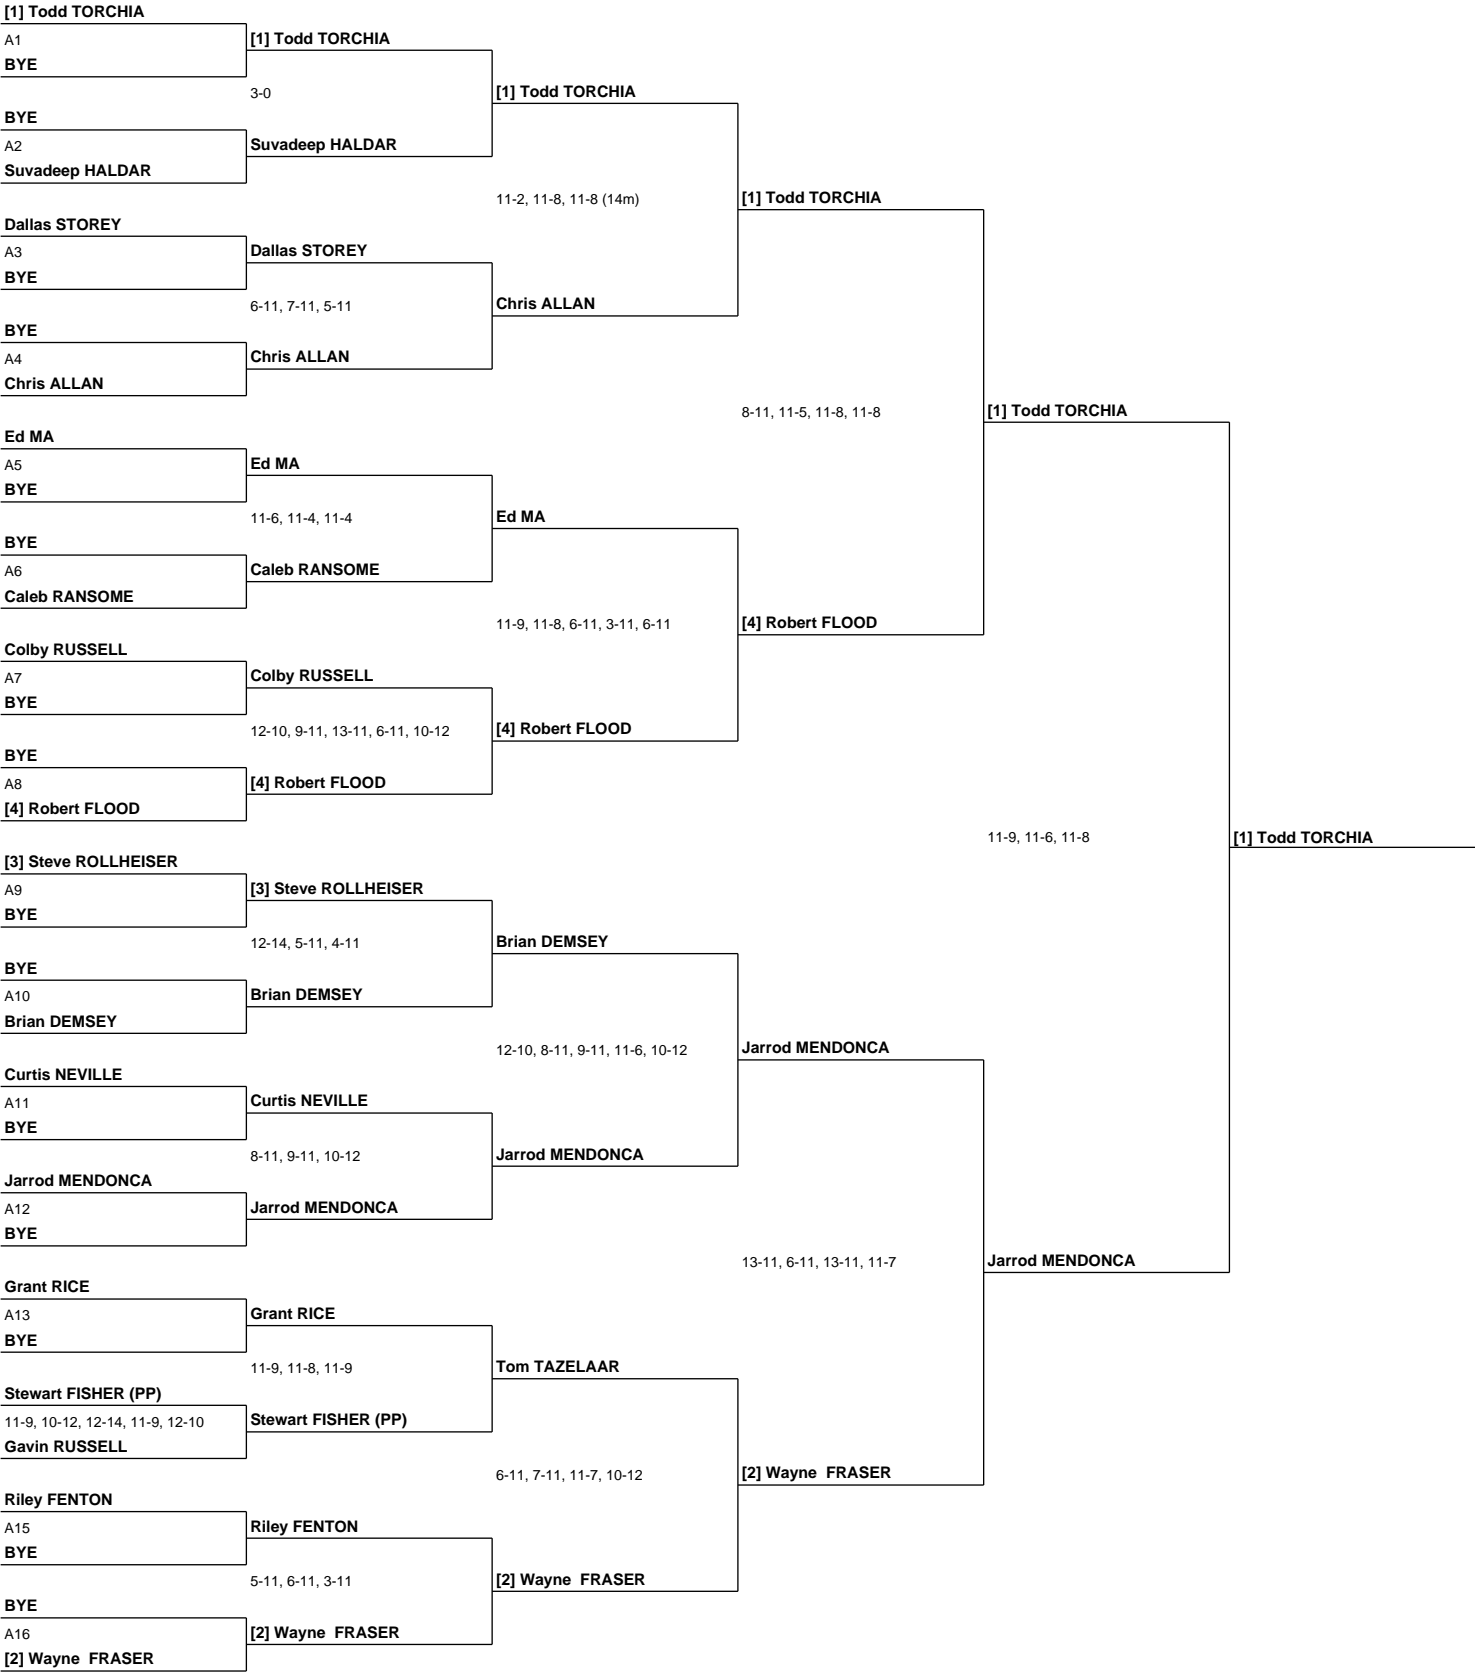 [1] Todd TORCHIA
A1
BYE
BYE
A2
Suvadeep HALDAR
Dallas STOREY
A3
BYE
BYE
A4
Chris ALLAN
Ed MA
A5
BYE
BYE
A6
Caleb RANSOME
Colby RUSSELL
A7
BYE
BYE
A8
[4] Robert FLOOD
[3] Steve ROLLHEISER
A9
BYE
BYE
A10
Brian DEMSEY
Curtis NEVILLE
A11
BYE
Jarrod MENDONCA
A12
BYE
Grant RICE
A13
BYE
Stewart FISHER (PP)
11-9, 10-12, 12-14, 11-9, 12-10
Gavin RUSSELL
Riley FENTON
A15
BYE
BYE
A16
[2] Wayne  FRASER
[1] Todd TORCHIA
3-0
Suvadeep HALDAR
Dallas STOREY
6-11, 7-11, 5-11
Chris ALLAN
Ed MA
11-6, 11-4, 11-4
Caleb RANSOME
Colby RUSSELL
12-10, 9-11, 13-11, 6-11, 10-12
[4] Robert FLOOD
[3] Steve ROLLHEISER
12-14, 5-11, 4-11
Brian DEMSEY
Curtis NEVILLE
8-11, 9-11, 10-12
Jarrod MENDONCA
Grant RICE
11-9, 11-8, 11-9
Stewart FISHER (PP)
Riley FENTON
5-11, 6-11, 3-11
[2] Wayne  FRASER
[1] Todd TORCHIA
11-2, 11-8, 11-8 (14m)
Chris ALLAN
Ed MA
11-9, 11-8, 6-11, 3-11, 6-11
[4] Robert FLOOD
Brian DEMSEY
12-10, 8-11, 9-11, 11-6, 10-12
Jarrod MENDONCA
Tom TAZELAAR
6-11, 7-11, 11-7, 10-12
[2] Wayne  FRASER
[1] Todd TORCHIA
8-11, 11-5, 11-8, 11-8
[4] Robert FLOOD
Jarrod MENDONCA
13-11, 6-11, 13-11, 11-7
[2] Wayne  FRASER
[1] Todd TORCHIA
11-9, 11-6, 11-8
Jarrod MENDONCA
[1] Todd TORCHIA